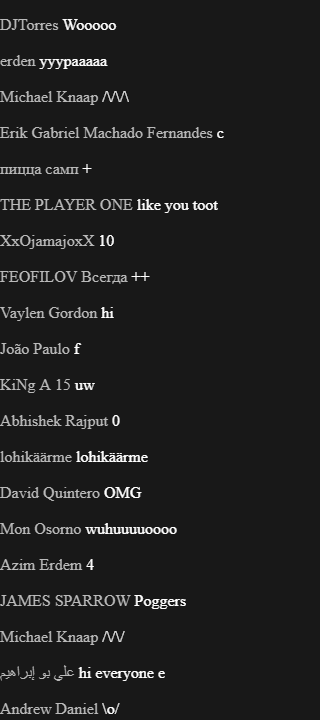 DJTorres Wooooo
erden yyypaaaaa
Michael Knaap /\/\/\
Erik Gabriel Machado Fernandes c
пицца самп +
THE PLAYER ONE like you toot
XxOjamajoxX 10
FEOFILOV Всегда ++
Vaylen Gordon hi
João Paulo f
KiNg A 15 uw
Abhishek Rajput 0
lohikäärme lohikäärme
David Quintero OMG
Mon Osorno wuhuuuuoooo
Azim Erdem 4
JAMES SPARROW Poggers
Michael Knaap /\/\/
علي بو إبراهيم hi everyone e
Andrew Daniel \o/